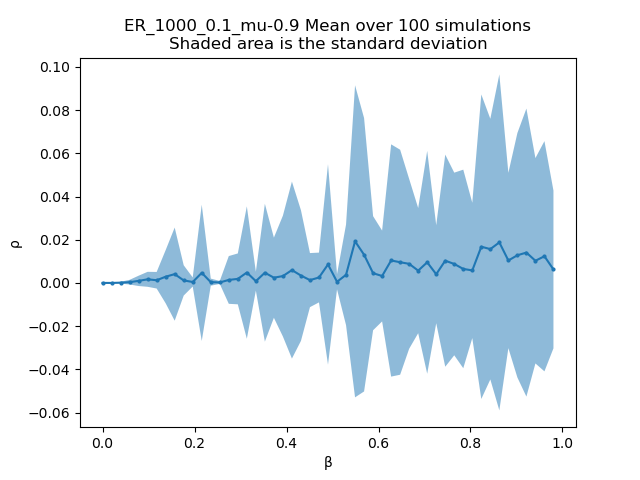 ER_1000_0.1_mu-0.9 Mean over 100 simulations
Shaded area is the standard deviation
0.10
0.08
0.06
0.04
0.02
0.00
−0.02
−0.04
−0.06
ρ
0.0 0.2 0.4 0.6 0.8 1.0
β